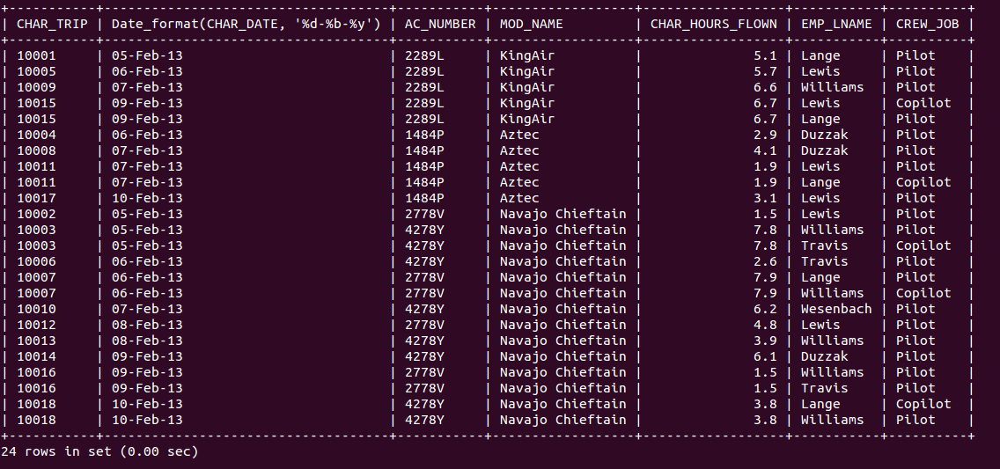 +-----------+------------------------------------+-----------+------------------+------------------+-----------+----------+
| CHAR_TRIP | Date_format(CHAR_DATE, '%d-%b-%y') | AC_NUMBER | MOD_NAME         | CHAR_HOURS_FLOWN | EMP_LNAME | CREW_JOB |
+-----------+------------------------------------+-----------+------------------+------------------+-----------+----------+
| 10001     | 05-Feb-13                          | 2289L     | KingAir          |              5.1 | Lange     | Pilot    |
| 10005     | 06-Feb-13                          | 2289L     | KingAir          |              5.7 | Lewis     | Pilot    |
| 10009     | 07-Feb-13                          | 2289L     | KingAir          |              6.6 | Williams  | Pilot    |
| 10015     | 09-Feb-13                          | 2289L     | KingAir          |              6.7 | Lewis     | Copilot  |
| 10015     | 09-Feb-13                          | 2289L     | KingAir          |              6.7 | Lange     | Pilot    |
| 10004     | 06-Feb-13                          | 1484P     | Aztec            |              2.9 | Duzzak    | Pilot    |
| 10008     | 07-Feb-13                          | 1484P     | Aztec            |              4.1 | Duzzak    | Pilot    |
| 10011     | 07-Feb-13                          | 1484P     | Aztec            |              1.9 | Lewis     | Pilot    |
| 10011     | 07-Feb-13                          | 1484P     | Aztec            |              1.9 | Lange     | Copilot  |
| 10017     | 10-Feb-13                          | 1484P     | Aztec            |              3.1 | Lewis     | Pilot    |
| 10002     | 05-Feb-13                          | 2778V     | Navajo Chieftain |              1.5 | Lewis     | Pilot    |
| 10003     | 05-Feb-13                          | 4278Y     | Navajo Chieftain |              7.8 | Williams  | Pilot    |
| 10003     | 05-Feb-13                          | 4278Y     | Navajo Chieftain |              7.8 | Travis    | Copilot  |
| 10006     | 06-Feb-13                          | 4278Y     | Navajo Chieftain |              2.6 | Travis    | Pilot    |
| 10007     | 06-Feb-13                          | 2778V     | Navajo Chieftain |              7.9 | Lange     | Pilot    |
| 10007     | 06-Feb-13                          | 2778V     | Navajo Chieftain |              7.9 | Williams  | Copilot  |
| 10010     | 07-Feb-13                          | 4278Y     | Navajo Chieftain |              6.2 | Wesenbach | Pilot    |
| 10012     | 08-Feb-13                          | 2778V     | Navajo Chieftain |              4.8 | Lewis     | Pilot    |
| 10013     | 08-Feb-13                          | 4278Y     | Navajo Chieftain |              3.9 | Williams  | Pilot    |
| 10014     | 09-Feb-13                          | 4278Y     | Navajo Chieftain |              6.1 | Duzzak    | Pilot    |
| 10016     | 09-Feb-13                          | 2778V     | Navajo Chieftain |              1.5 | Williams  | Pilot    |
| 10016     | 09-Feb-13                          | 2778V     | Navajo Chieftain |              1.5 | Travis    | Pilot    |
| 10018     | 10-Feb-13                          | 4278Y     | Navajo Chieftain |              3.8 | Lange     | Copilot  |
| 10018     | 10-Feb-13                          | 4278Y     | Navajo Chieftain |              3.8 | Williams  | Pilot    |
+-----------+------------------------------------+-----------+------------------+------------------+-----------+----------+
24 rows in set (0.00 sec)